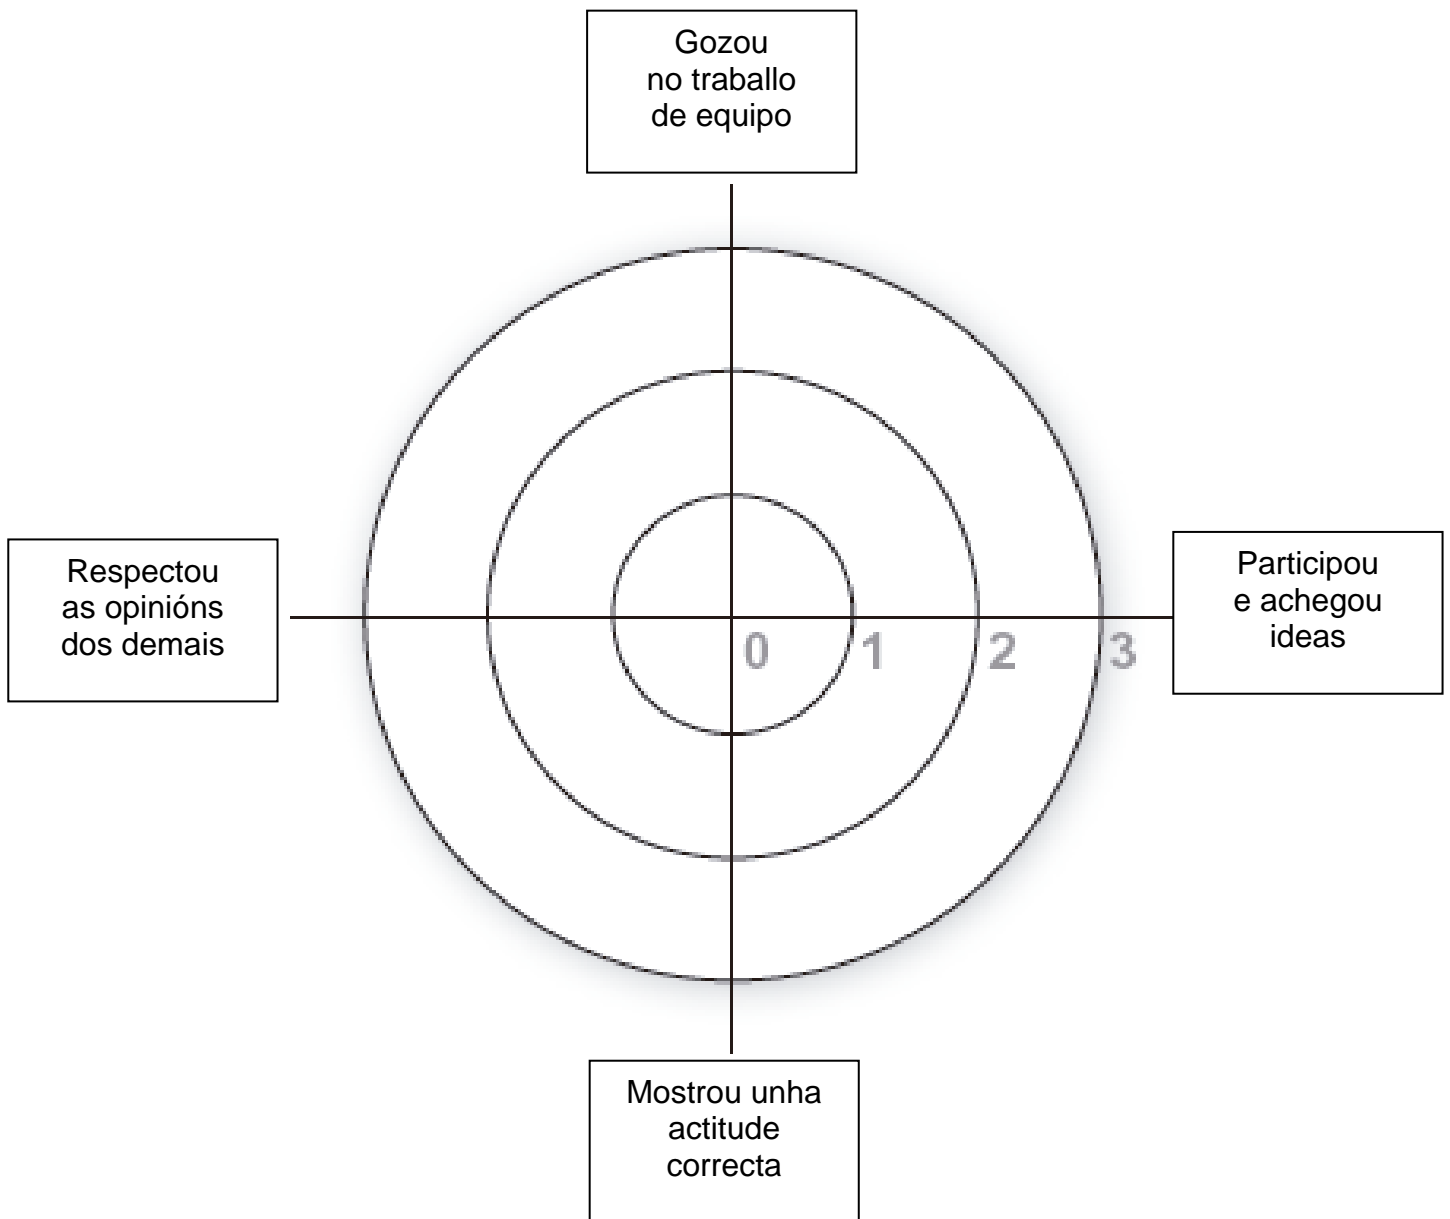 Gozou
no traballo
de equipo
Respectou
as opinións
dos demais
Participou
e achegou
ideas
0 1 2 3
Mostrou unha
actitude
correcta